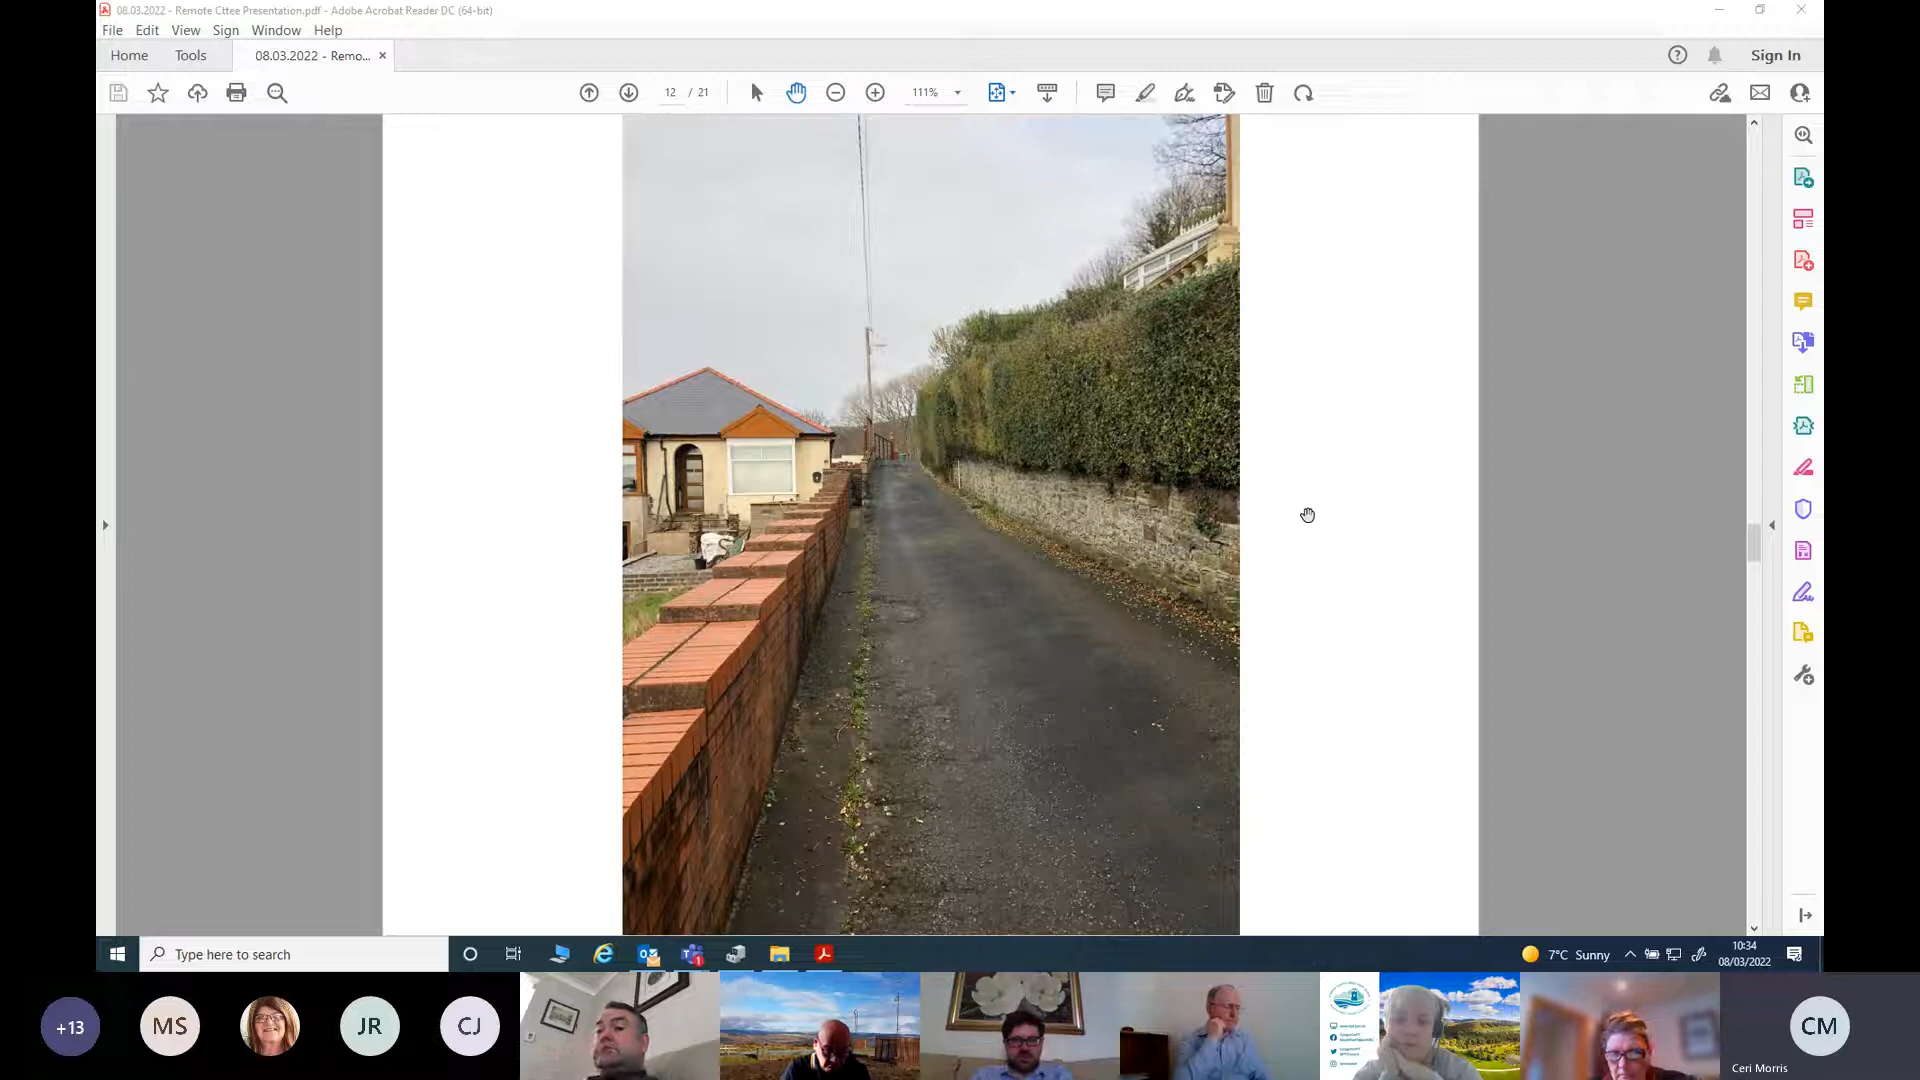 08.03.2022 - Remote Cttee Presentation.pdf - Adobe Acrobat Reader DC (64-bit)
File Edit View Sign Window Help
Home Tools 08.03.2022 - Remo... × Sign In
12 / 21 111%
Type here to search
7°C Sunny
10:34
08/03/2022
+13 MS JR CJ CM
Ceri Morris